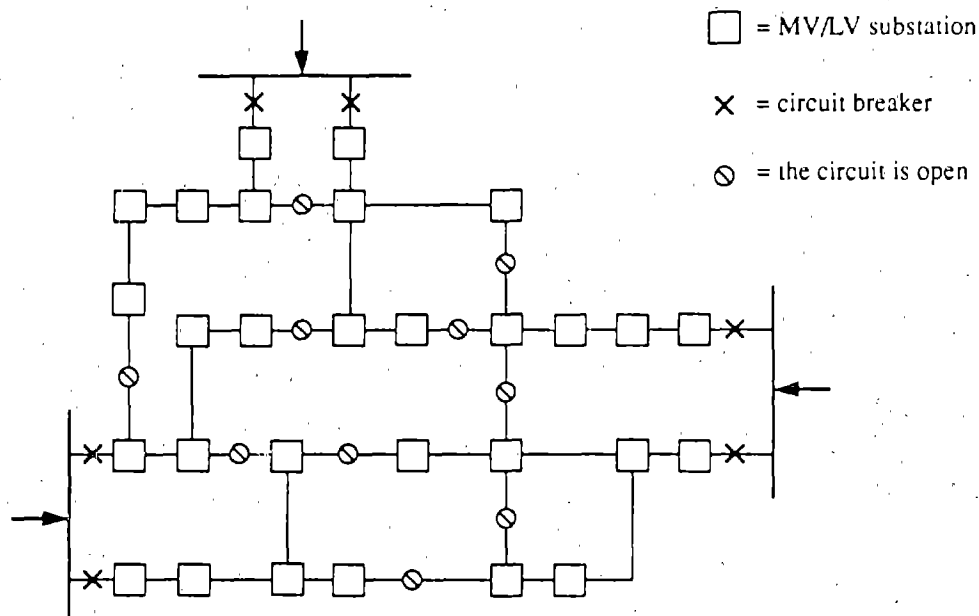 = MV/LV substation
= circuit breaker
= the circuit is open